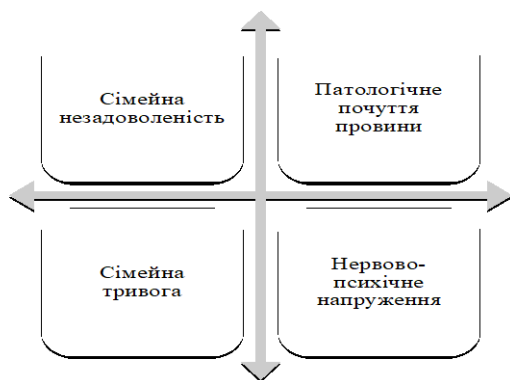 Сімейна
незадоволеність
Патологічне
почуття
провини
Сімейна
тривога
Нервово-
психічне
напруження